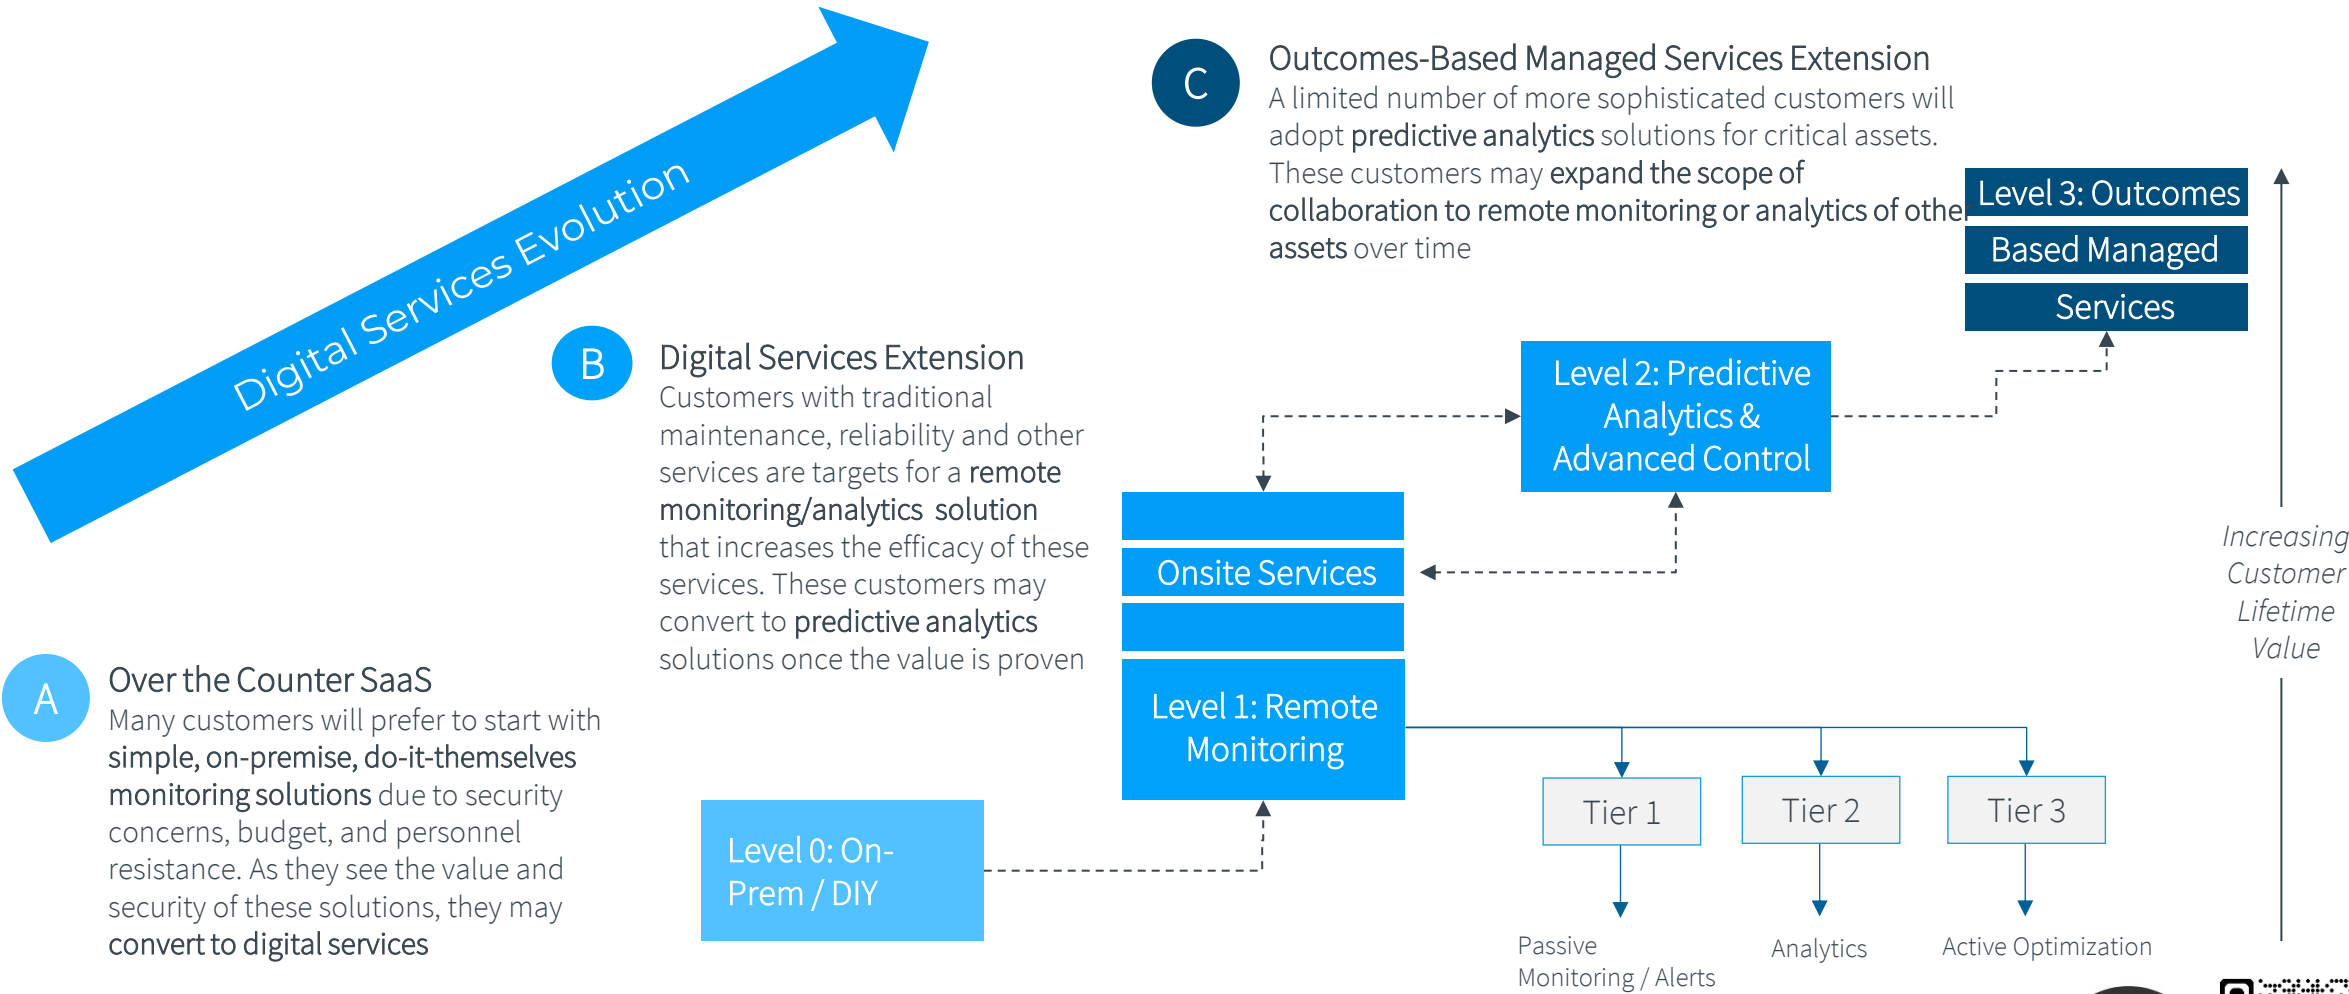 Digital Services Evolution
C
Outcomes-Based Managed Services Extension
A limited number of more sophisticated customers will
adopt predictive analytics solutions for critical assets.
These customers may expand the scope of
collaboration to remote monitoring or analytics of other
assets over time
Level 3: Outcomes
Based Managed
Services
B
Digital Services Extension
Customers with traditional
maintenance, reliability and other
services are targets for a remote
monitoring/analytics solution
that increases the efficacy of these
services. These customers may
convert to predictive analytics
solutions once the value is proven
Level 2: Predictive
Analytics &
Advanced Control
Onsite Services
Increasing
Customer
Lifetime
Value
A
Over the Counter SaaS
Many customers will prefer to start with
simple, on-premise, do-it-themselves
monitoring solutions due to security
concerns, budget, and personnel
resistance. As they see the value and
security of these solutions, they may
convert to digital services
Level 1: Remote
Monitoring
Level 0: On-
Prem / DIY
Tier 1
Tier 2
Tier 3
Passive
Monitoring / Alerts
Analytics
Active Optimization